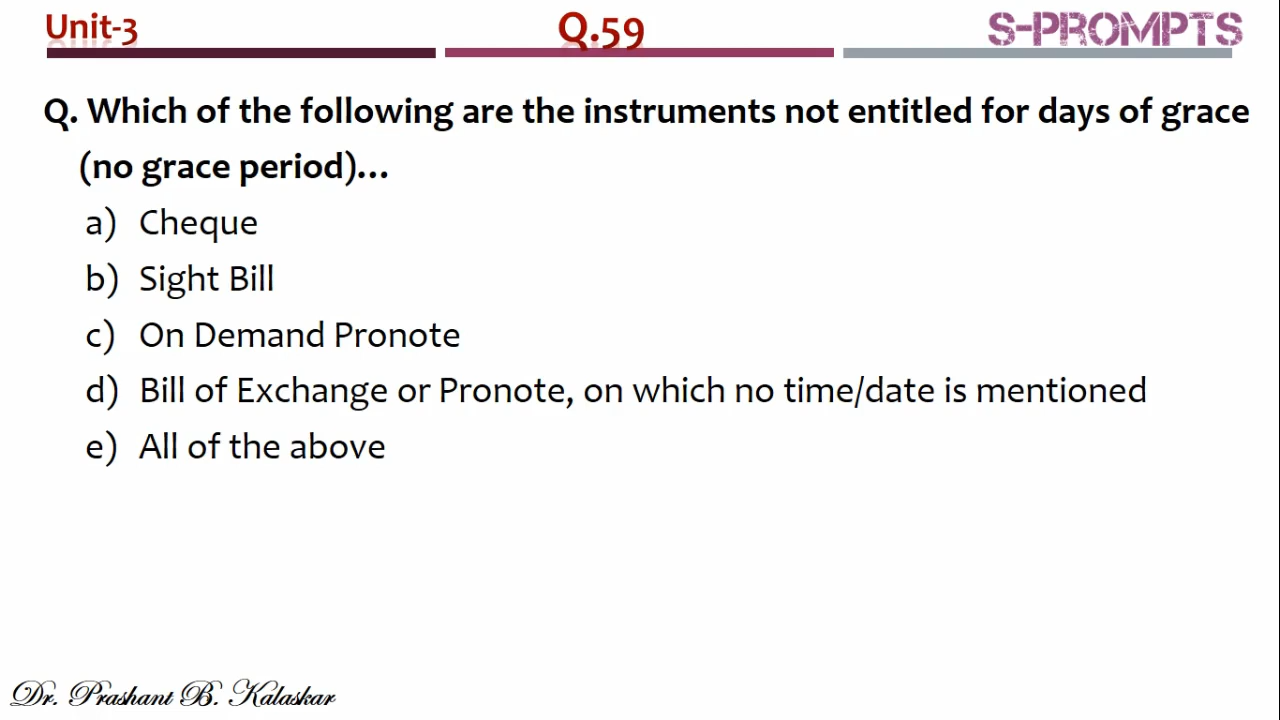 Unit-3
Q.59
S-PROMPTS
Q. Which of the following are the instruments not entitled for days of grace
(no grace period)...
a) Cheque
b) Sight Bill
c) On Demand Pronote
d) Bill of Exchange or Pronote, on which no time/date is mentioned
e) All of the above
Dr. Prashant B. Kalaskar